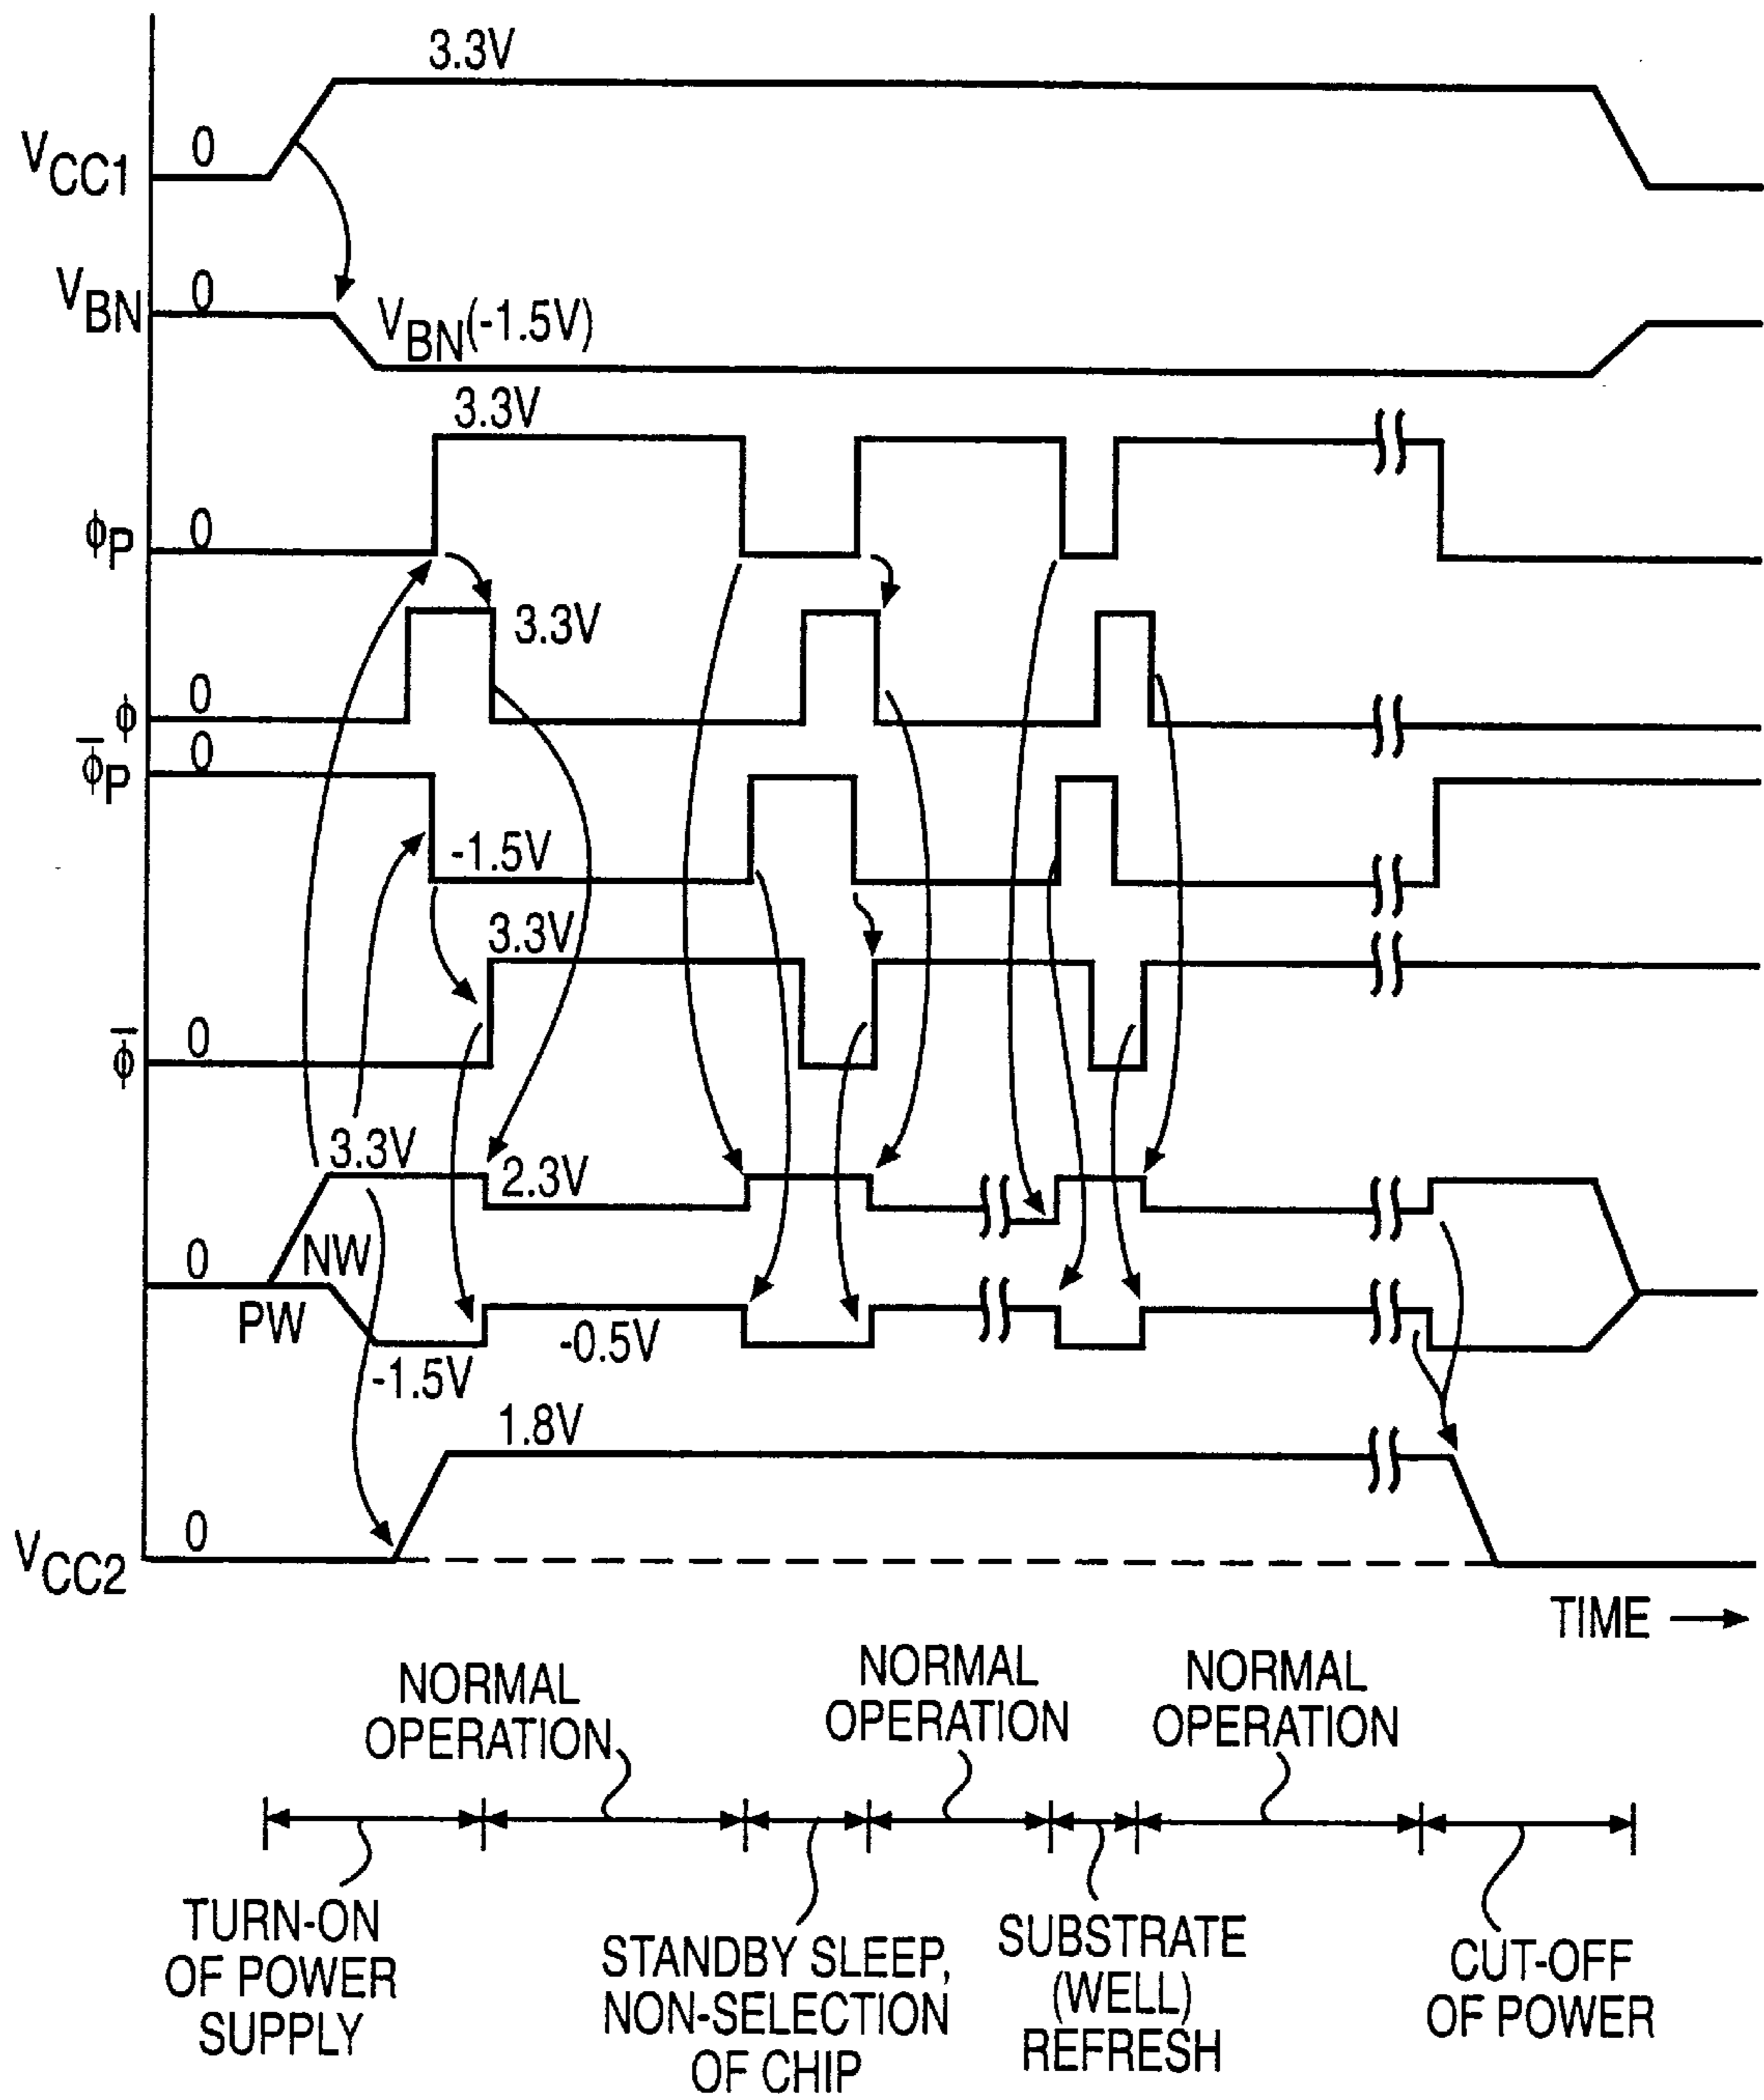 3.3V
VCC1
0
VBN
0
VBN(-1.5V)
3.3V
ϕP
0
3.3V
ϕ
0
ϕ̅P
0
-1.5V
3.3V
ϕ̅
0
3.3V
2.3V
0
NW
PW
-0.5V
-1.5V
1.8V
VCC2
0
TIME
NORMAL
OPERATION
NORMAL
OPERATION
NORMAL
OPERATION
TURN-ON
OF POWER
SUPPLY
STANDBY SLEEP,
NON-SELECTION
OF CHIP
SUBSTRATE
(WELL)
REFRESH
CUT-OFF
OF POWER